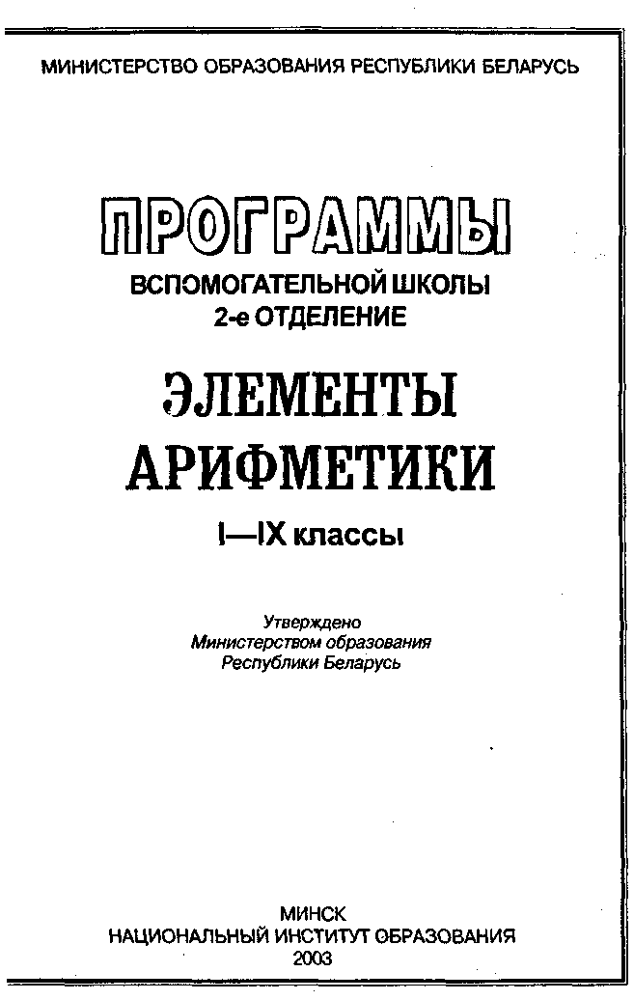 МИНИСТЕРСТВО ОБРАЗОВАНИЯ РЕСПУБЛИКИ БЕЛАРУСЬ
ПРОГРАММЫ
ВСПОМОГАТЕЛЬНОЙ ШКОЛЫ
2-е ОТДЕЛЕНИЕ
ЭЛЕМЕНТЫ
АРИФМЕТИКИ
I—IX классы
Утверждено
Министерством образования
Республики Беларусь
МИНСК
НАЦИОНАЛЬНЫЙ ИНСТИТУТ ОБРАЗОВАНИЯ
2003